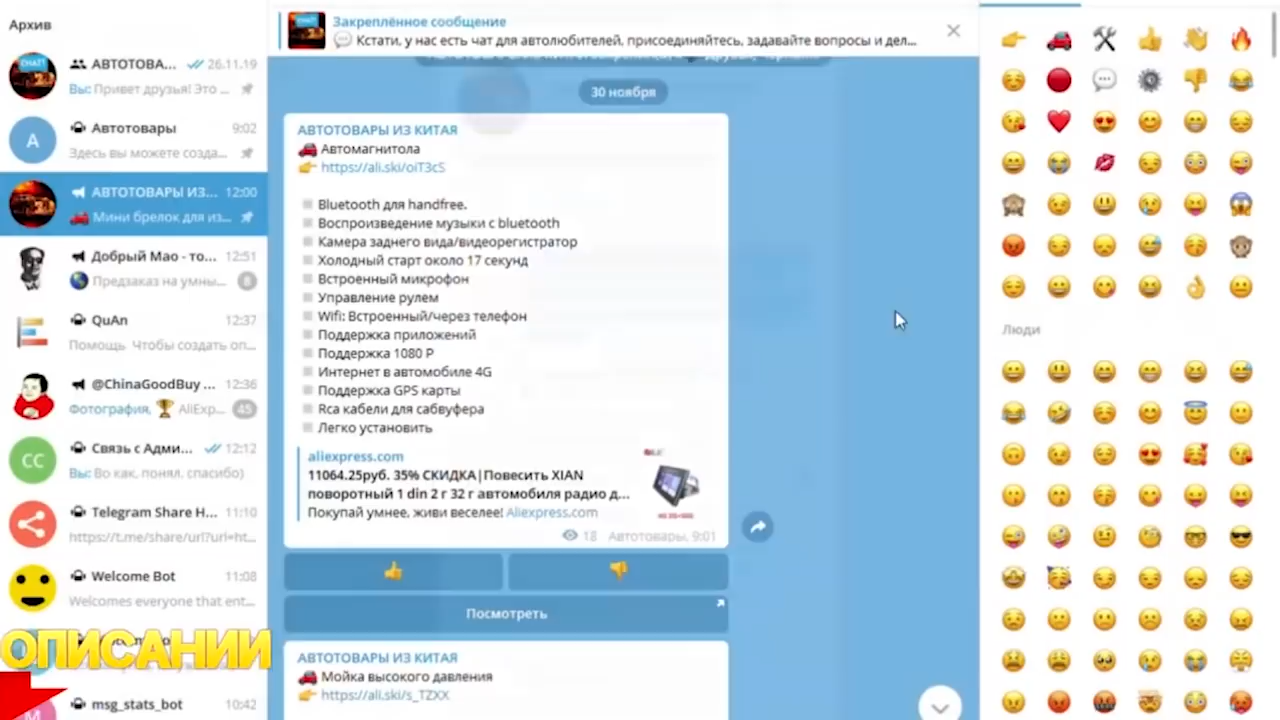 Архив
АВТОТОВА... 26.11.19
Вы: Привет друзья! Это ...
А
Автотовары 9:02
Здесь вы можете созда...
АВТОТОВАРЫ ИЗ... 12:00
Мини брелок для из...
Добрый Мао - то... 12:51
Предзаказ на умны... 8
QuAn 12:37
Помощь Чтобы создать оп...
@ChinaGoodBuy ... 12:36
Фотография, AliExp... 45
СС
Связь с Адми... 12:12
Вы: Во как, понял, спасибо)
Telegram Share H... 11:10
https://t.me/share/url?url=ht...
Welcome Bot 11:08
Welcomes everyone that ent...
ОПИСАНИИ
msg_stats_bot 10:42
CHAT!
Закреплённое сообщение
Кстати, у нас есть чат для автолюбителей, присоединяйтесь, задавайте вопросы и дел...
30 ноября
АВТОТОВАРЫ ИЗ КИТАЯ
Автомагнитола
https://ali.ski/oiT3cS
Bluetooth для handfree.
Воспроизведение музыки с bluetooth
Камера заднего вида/видеорегистратор
Холодный старт около 17 секунд
Встроенный микрофон
Управление рулем
Wifi: Встроенный/через телефон
Поддержка приложений
Поддержка 1080 P
Интернет в автомобиле 4G
Поддержка GPS карты
Rca кабели для сабвуфера
Легко установить
aliexpress.com
11064.25руб. 35% СКИДКА|Повесить XIAN
поворотный 1 din 2 г 32 г автомобиля радио д...
Покупай умнее, живи веселее! Aliexpress.com
18 Автотовары, 9:01
Посмотреть
АВТОТОВАРЫ ИЗ КИТАЯ
Мойка высокого давления
https://ali.ski/s_TZXX
Люди